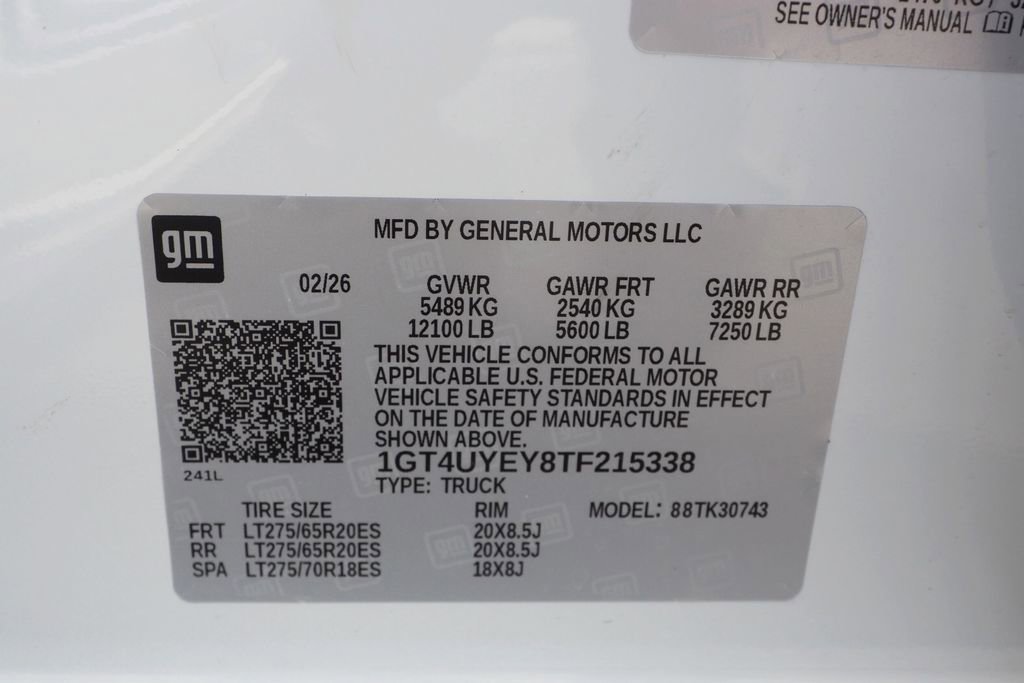 SEE OWNER'S MANUAL
gm
MFD BY GENERAL MOTORS LLC
02/26 GVWR GAWR FRT GAWR RR
5489 KG 2540 KG 3289 KG
12100 LB 5600 LB 7250 LB
THIS VEHICLE CONFORMS TO ALL
APPLICABLE U.S. FEDERAL MOTOR
VEHICLE SAFETY STANDARDS IN EFFECT
ON THE DATE OF MANUFACTURE
SHOWN ABOVE.
1GT4UYEY8TF215338
241L
TYPE: TRUCK
TIRE SIZE RIM MODEL: 88TK30743
FRT LT275/65R20ES 20X8.5J
RR LT275/65R20ES 20X8.5J
SPA LT275/70R18ES 18X8J